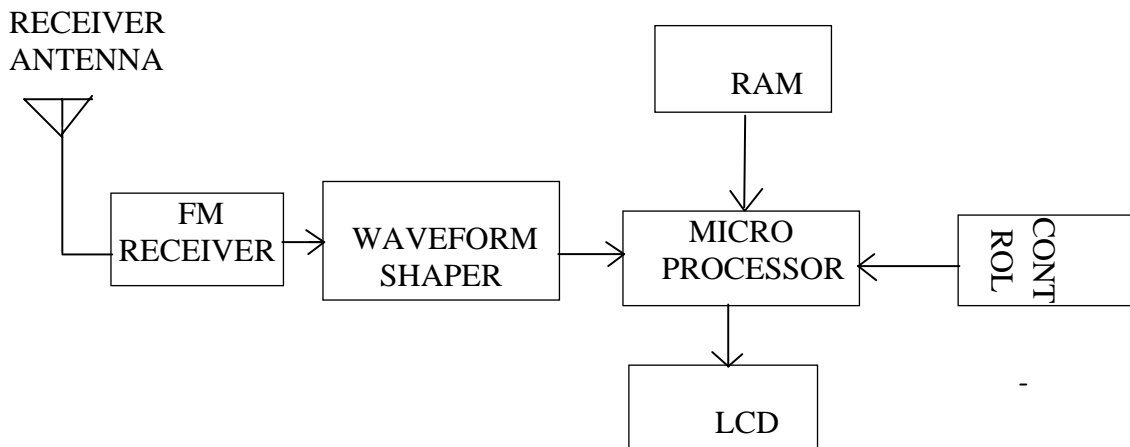 RECEIVER
ANTENNA
RAM
FM
RECEIVER
WAVEFORM
SHAPER
MICRO
PROCESSOR
CONT
ROL
LCD
-